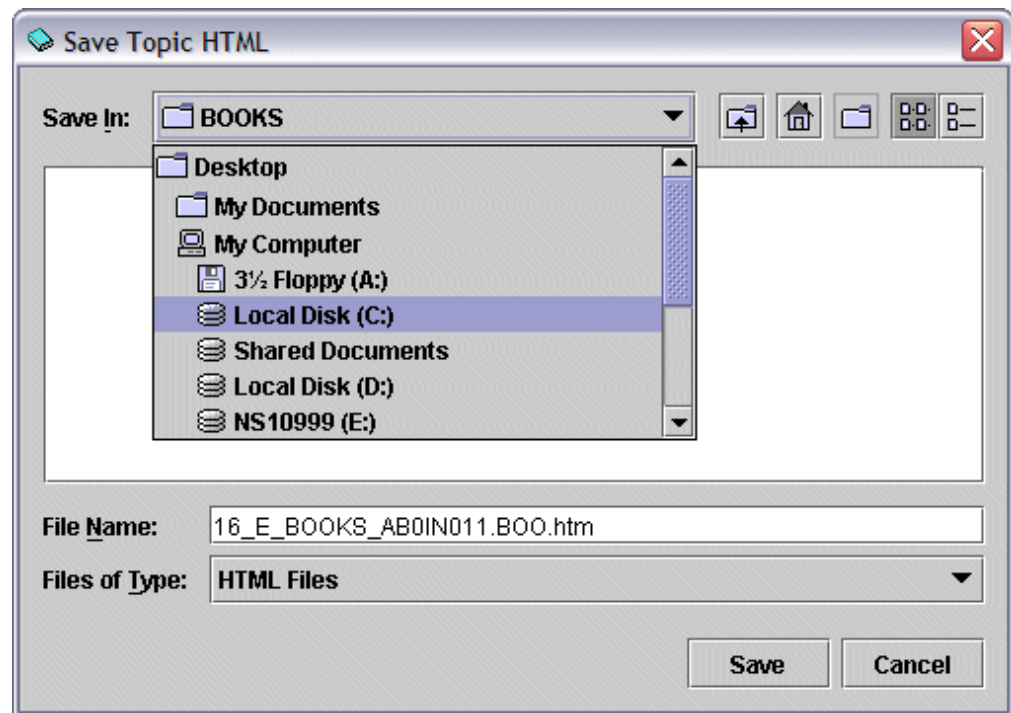 Save Topic HTML
Save In: BOOKS
Desktop
My Documents
My Computer
3½ Floppy (A:)
Local Disk (C:)
Shared Documents
Local Disk (D:)
NS10999 (E:)
File Name: 16_E_BOOKS_AB0IN011.BOO.htm
Files of Type: HTML Files
Save Cancel